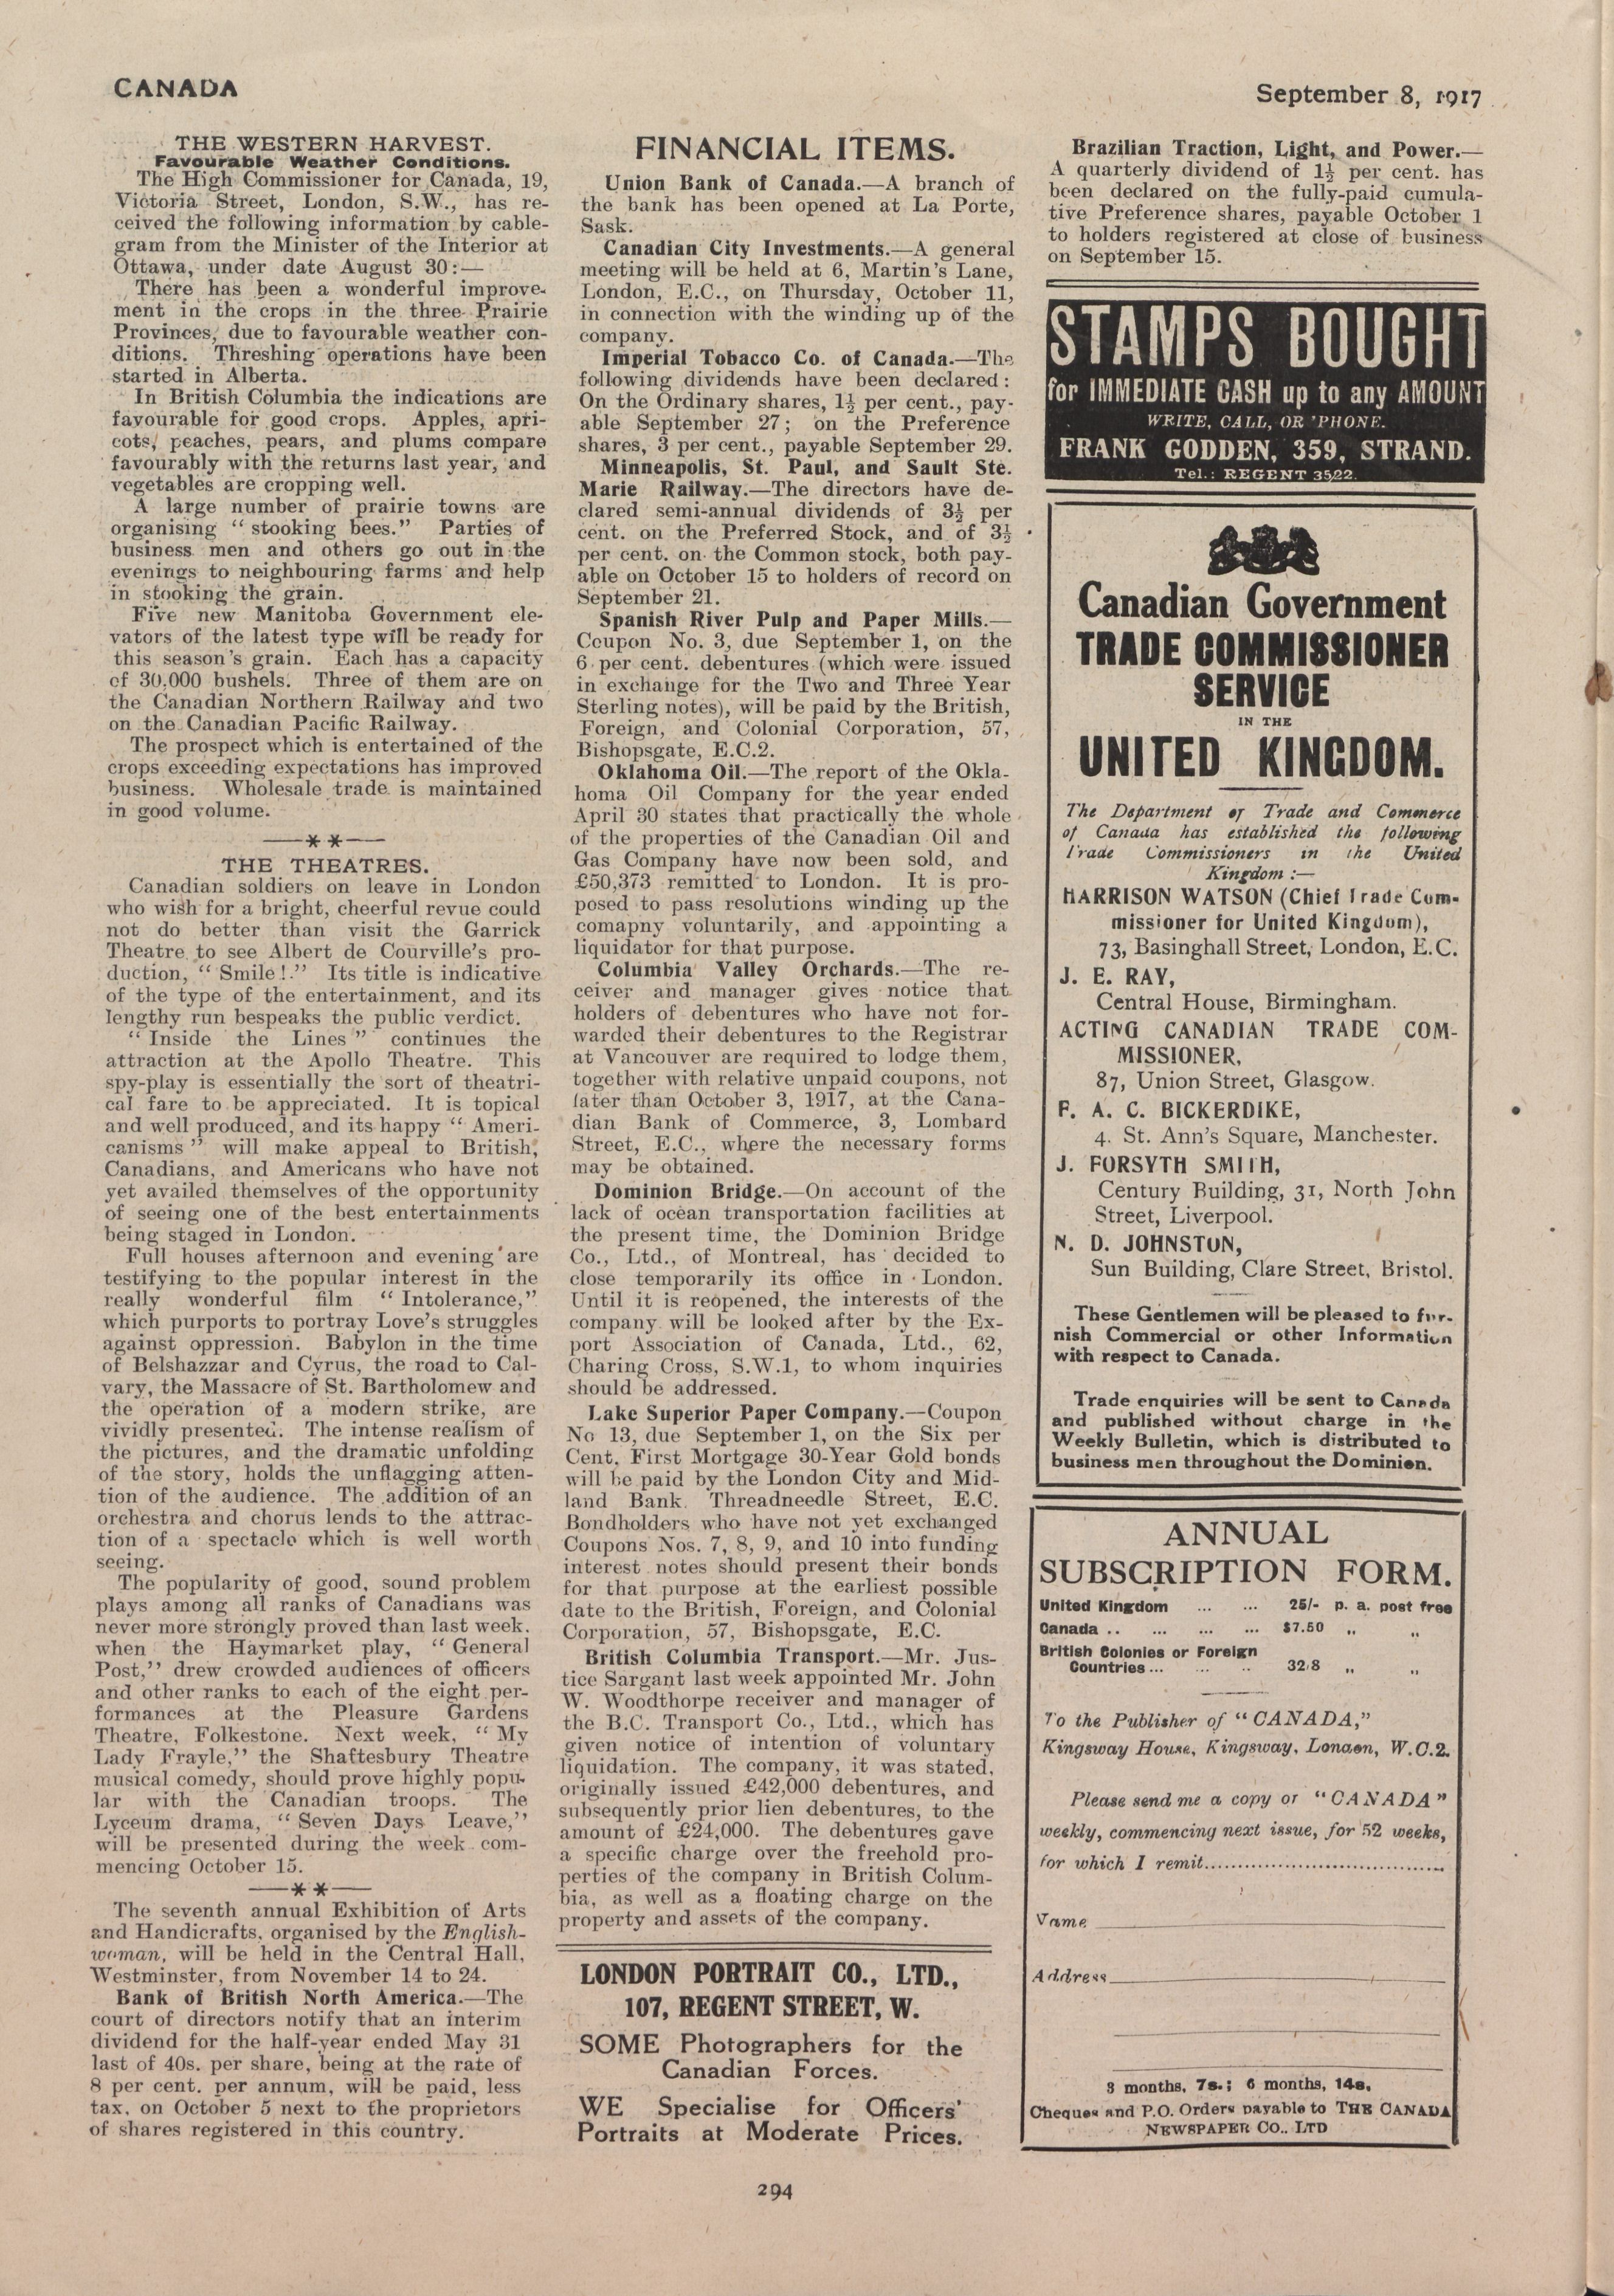 CANADA
September 8, 1917
THE WESTERN HARVEST.
Favourable Weather Conditions.
The High Commissioner for Canada, 19,
Victoria Street, London, S.W., has re-
ceived the following information by cable-
gram from the Minister of the Interior at
Ottawa, under date August 30:—
There has been a wonderful improve-
ment in the crops in the three Prairie
Provinces, due to favourable weather con-
ditions. Threshing operations have been
started in Alberta.
In British Columbia the indications are
favourable for good crops. Apples, apri-
cots, peaches, pears, and plums compare
favourably with the returns last year, and
vegetables are cropping well.
A large number of prairie towns are
organising “ stooking bees.” Parties of
business men and others go out in the
evenings to neighbouring farms and help
in stooking the grain.
Five new Manitoba Government ele-
vators of the latest type will be ready for
this season's grain. Each has a capacity
of 30,000 bushels. Three of them are on
the Canadian Northern Railway and two
on the Canadian Pacific Railway.
The prospect which is entertained of the
crops exceeding expectations has improved
business. Wholesale trade is maintained
in good volume.
—**—
THE THEATRES.
Canadian soldiers on leave in London
who wish for a bright, cheerful revue could
not do better than visit the Garrick
Theatre to see Albert de Courville's pro-
duction, “ Smile !.” Its title is indicative
of the type of the entertainment, and its
lengthy run bespeaks the public verdict.
“ Inside the Lines ” continues the
attraction at the Apollo Theatre. This
spy-play is essentially the sort of theatri-
cal fare to be appreciated. It is topical
and well produced, and its happy “ Ameri-
canisms ” will make appeal to British,
Canadians, and Americans who have not
yet availed themselves of the opportunity
of seeing one of the best entertainments
being staged in London.
Full houses afternoon and evening are
testifying to the popular interest in the
really wonderful film “ Intolerance,”
which purports to portray Love's struggles
against oppression. Babylon in the time
of Belshazzar and Cyrus, the road to Cal-
vary, the Massacre of St. Bartholomew and
the operation of a modern strike, are
vividly presented. The intense realism of
the pictures, and the dramatic unfolding
of the story, holds the unflagging atten-
tion of the audience. The addition of an
orchestra and chorus lends to the attrac-
tion of a spectacle which is well worth
seeing.
The popularity of good, sound problem
plays among all ranks of Canadians was
never more strongly proved than last week.
when the Haymarket play, “ General
Post,” drew crowded audiences of officers
and other ranks to each of the eight per-
formances at the Pleasure Gardens
Theatre, Folkestone. Next week, “ My
Lady Frayle,” the Shaftesbury Theatre
musical comedy, should prove highly popu-
lar with the Canadian troops. The
Lyceum drama, “ Seven Days Leave,”
will be presented during the week com-
mencing October 15.
—**—
The seventh annual Exhibition of Arts
and Handicrafts, organised by the English-
woman, will be held in the Central Hall,
Westminster, from November 14 to 24.
Bank of British North America.—The
court of directors notify that an interim
dividend for the half-year ended May 31
last of 40s. per share, being at the rate of
8 per cent. per annum, will be paid, less
tax, on October 5 next to the proprietors
of shares registered in this country.
FINANCIAL ITEMS.
Union Bank of Canada.—A branch of
the bank has been opened at La Porte,
Sask.
Canadian City Investments.—A general
meeting will be held at 6, Martin's Lane,
London, E.C., on Thursday, October 11,
in connection with the winding up of the
company.
Imperial Tobacco Co. of Canada.—The
following dividends have been declared :
On the Ordinary shares, 1½ per cent., pay-
able September 27; on the Preference
shares, 3 per cent., payable September 29.
Minneapolis, St. Paul, and Sault Ste.
Marie Railway.—The directors have de-
clared semi-annual dividends of 3½ per
cent. on the Preferred Stock, and of 3½
per cent. on the Common stock, both pay-
able on October 15 to holders of record on
September 21.
Spanish River Pulp and Paper Mills.—
Coupon No. 3, due September 1, on the
6 per cent. debentures (which were issued
in exchange for the Two and Three Year
Sterling notes), will be paid by the British,
Foreign, and Colonial Corporation, 57,
Bishopsgate, E.C.2.
Oklahoma Oil.—The report of the Okla-
homa Oil Company for the year ended
April 30 states that practically the whole
of the properties of the Canadian Oil and
Gas Company have now been sold, and
£50,373 remitted to London. It is pro-
posed to pass resolutions winding up the
comapny voluntarily, and appointing a
liquidator for that purpose.
Columbia Valley Orchards.—The re-
ceiver and manager gives notice that
holders of debentures who have not for-
warded their debentures to the Registrar
at Vancouver are required to lodge them,
together with relative unpaid coupons, not
later than October 3, 1917, at the Cana-
dian Bank of Commerce, 3, Lombard
Street, E.C., where the necessary forms
may be obtained.
Dominion Bridge.—On account of the
lack of ocean transportation facilities at
the present time, the Dominion Bridge
Co., Ltd., of Montreal, has decided to
close temporarily its office in London.
Until it is reopened, the interests of the
company will be looked after by the Ex-
port Association of Canada, Ltd., 62,
Charing Cross, S.W.1, to whom inquiries
should be addressed.
Lake Superior Paper Company.—Coupon
No 13, due September 1, on the Six per
Cent. First Mortgage 30-Year Gold bonds
will be paid by the London City and Mid-
land Bank. Threadneedle Street, E.C.
Bondholders who have not yet exchanged
Coupons Nos. 7, 8, 9, and 10 into funding
interest notes should present their bonds
for that purpose at the earliest possible
date to the British, Foreign, and Colonial
Corporation, 57, Bishopsgate, E.C.
British Columbia Transport.—Mr. Jus-
tice Sargant last week appointed Mr. John
W. Woodthorpe receiver and manager of
the B.C. Transport Co., Ltd., which has
given notice of intention of voluntary
liquidation. The company, it was stated,
originally issued £42,000 debentures, and
subsequently prior lien debentures, to the
amount of £24,000. The debentures gave
a specific charge over the freehold pro-
perties of the company in British Colum-
bia, as well as a floating charge on the
property and assets of the company.
LONDON PORTRAIT CO., LTD.,
107, REGENT STREET, W.
SOME Photographers for the
Canadian Forces.
WE Specialise for Officers'
Portraits at Moderate Prices.
Brazilian Traction, Light, and Power.—
A quarterly dividend of 1½ per cent. has
been declared on the fully-paid cumula-
tive Preference shares, payable October 1
to holders registered at close of business
on September 15.
STAMPS BOUGHT
for IMMEDIATE CASH up to any AMOUNT
WRITE, CALL, OR 'PHONE.
FRANK GODDEN, 359, STRAND.
Tel.: REGENT 3522.
Canadian Government
TRADE COMMISSIONER
SERVICE
IN THE
UNITED KINGDOM.
The Department of Trade and Commerce
of Canada has established the following
Trade Commissioners in the United
Kingdom :—
HARRISON WATSON (Chief Trade Com-
missioner for United Kingdom),
73, Basinghall Street, London, E.C.
J. E. RAY,
Central House, Birmingham.
ACTING CANADIAN TRADE COM-
MISSIONER,
87, Union Street, Glasgow.
F. A. C. BICKERDIKE,
4. St. Ann's Square, Manchester.
J. FORSYTH SMITH,
Century Building, 31, North John
Street, Liverpool.
N. D. JOHNSTON,
Sun Building, Clare Street, Bristol.
These Gentlemen will be pleased to fur-
nish Commercial or other Information
with respect to Canada.
Trade enquiries will be sent to Canada
and published without charge in the
Weekly Bulletin, which is distributed to
business men throughout the Dominion.
ANNUAL
SUBSCRIPTION FORM.
United Kingdom ... ... 25/- p. a. post free
Canada .. ... ... ... $7.50 ,, ,,
British Colonies or Foreign
Countries ... ... .. 32/8 ,, ,,
To the Publisher of “CANADA,”
Kingsway House, Kingsway, London, W.C.2.
Please send me a copy of “CANADA”
weekly, commencing next issue, for 52 weeks,
for which I remit....................................
Name
Address
3 months, 7s.; 6 months, 14s,
Cheques and P.O. Orders payable to THE CANADA
NEWSPAPER CO., LTD
294